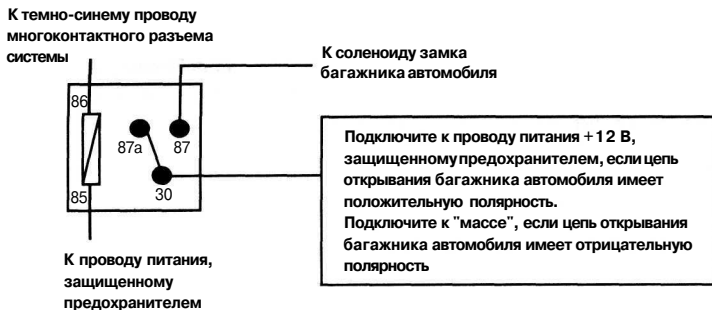 К темно-синему проводу
многоконтактного разъема
системы
К соленоиду замка
багажника автомобиля
86
87a
87
85
30
Подключите к проводу питания +12 В,
защищенному предохранителем, если цепь
открывания багажника автомобиля имеет
положительную полярность.
Подключите к "массе", если цепь открывания
багажника автомобиля имеет отрицательную
полярность
К проводу питания,
защищенному
предохранителем